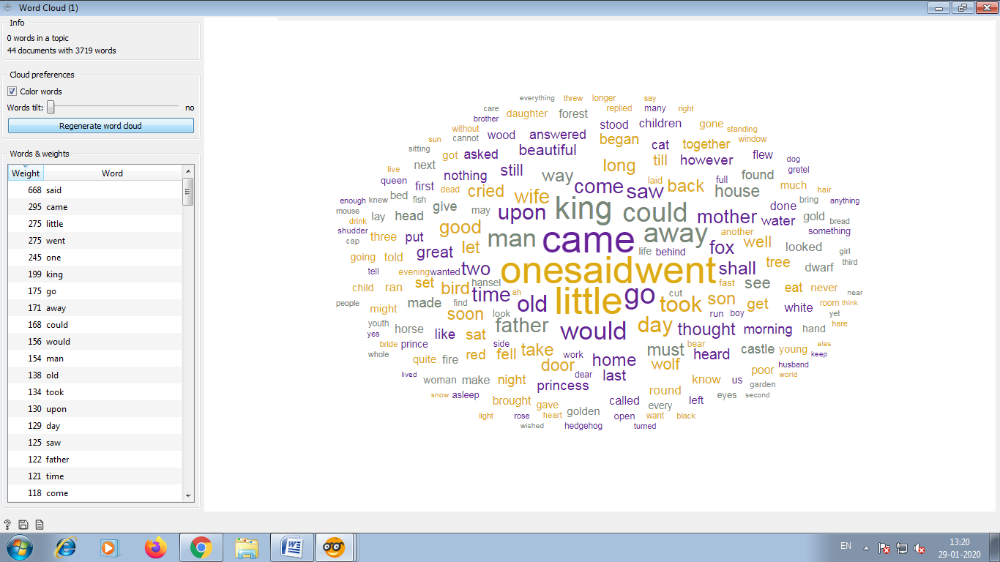 Word Cloud (1)
Info
0 words in a topic
44 documents with 3719 words
Cloud preferences
Color words
Words tilt: no
Regenerate word cloud
Words & weights
Weight Word
668 said
295 came
275 little
275 went
245 one
199 king
175 go
171 away
168 could
156 would
154 man
138 old
134 took
130 upon
129 day
125 saw
122 father
121 time
118 come
everything threw longer say
care daughter forest replied many right
brother stood children gone
without sun cannot wood answered began cat together standing window
sitting got asked beautiful long till however flew dog
live next nothing still way laid full found gretel
queen first dead cried wife come saw back house much hair
enough knew bed fish give may upon king could mother done bring anything
mouse lay head water gold bread
drink good man came away another something
shudder three put let life behind fox well looked
cap going told great girl
tell evening wanted two onesaidwent shall tree dwarf third
child ran set bird hansel time ah little go fast see eat never near
people made find old cut took son get white room think
might soon look run boy yet
youth horse father would day thought morning hand hare
yes like sat side bear
bride prince red fell take work must heard castle young alas
whole quite fire door home wolf keep
lived woman make night dear last know us poor husband world
princess round garden
snow asleep brought gave called every left eyes second
light rose heart golden open want black
wished hedgehog turned
EN
13:20
29-01-2020